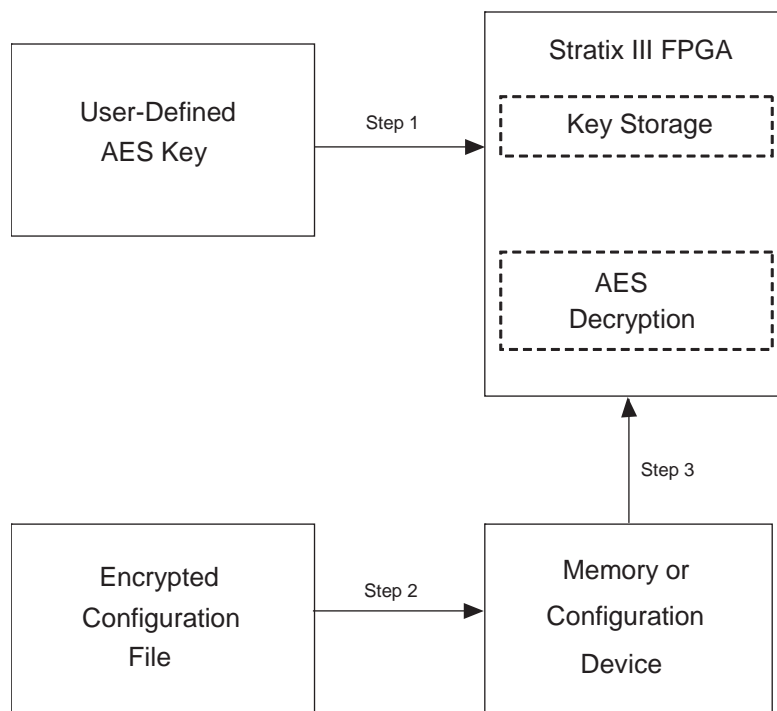 User-Defined
AES Key
Step 1
Stratix III FPGA
Key Storage
AES
Decryption
Step 3
Encrypted
Configuration
File
Step 2
Memory or
Configuration
Device